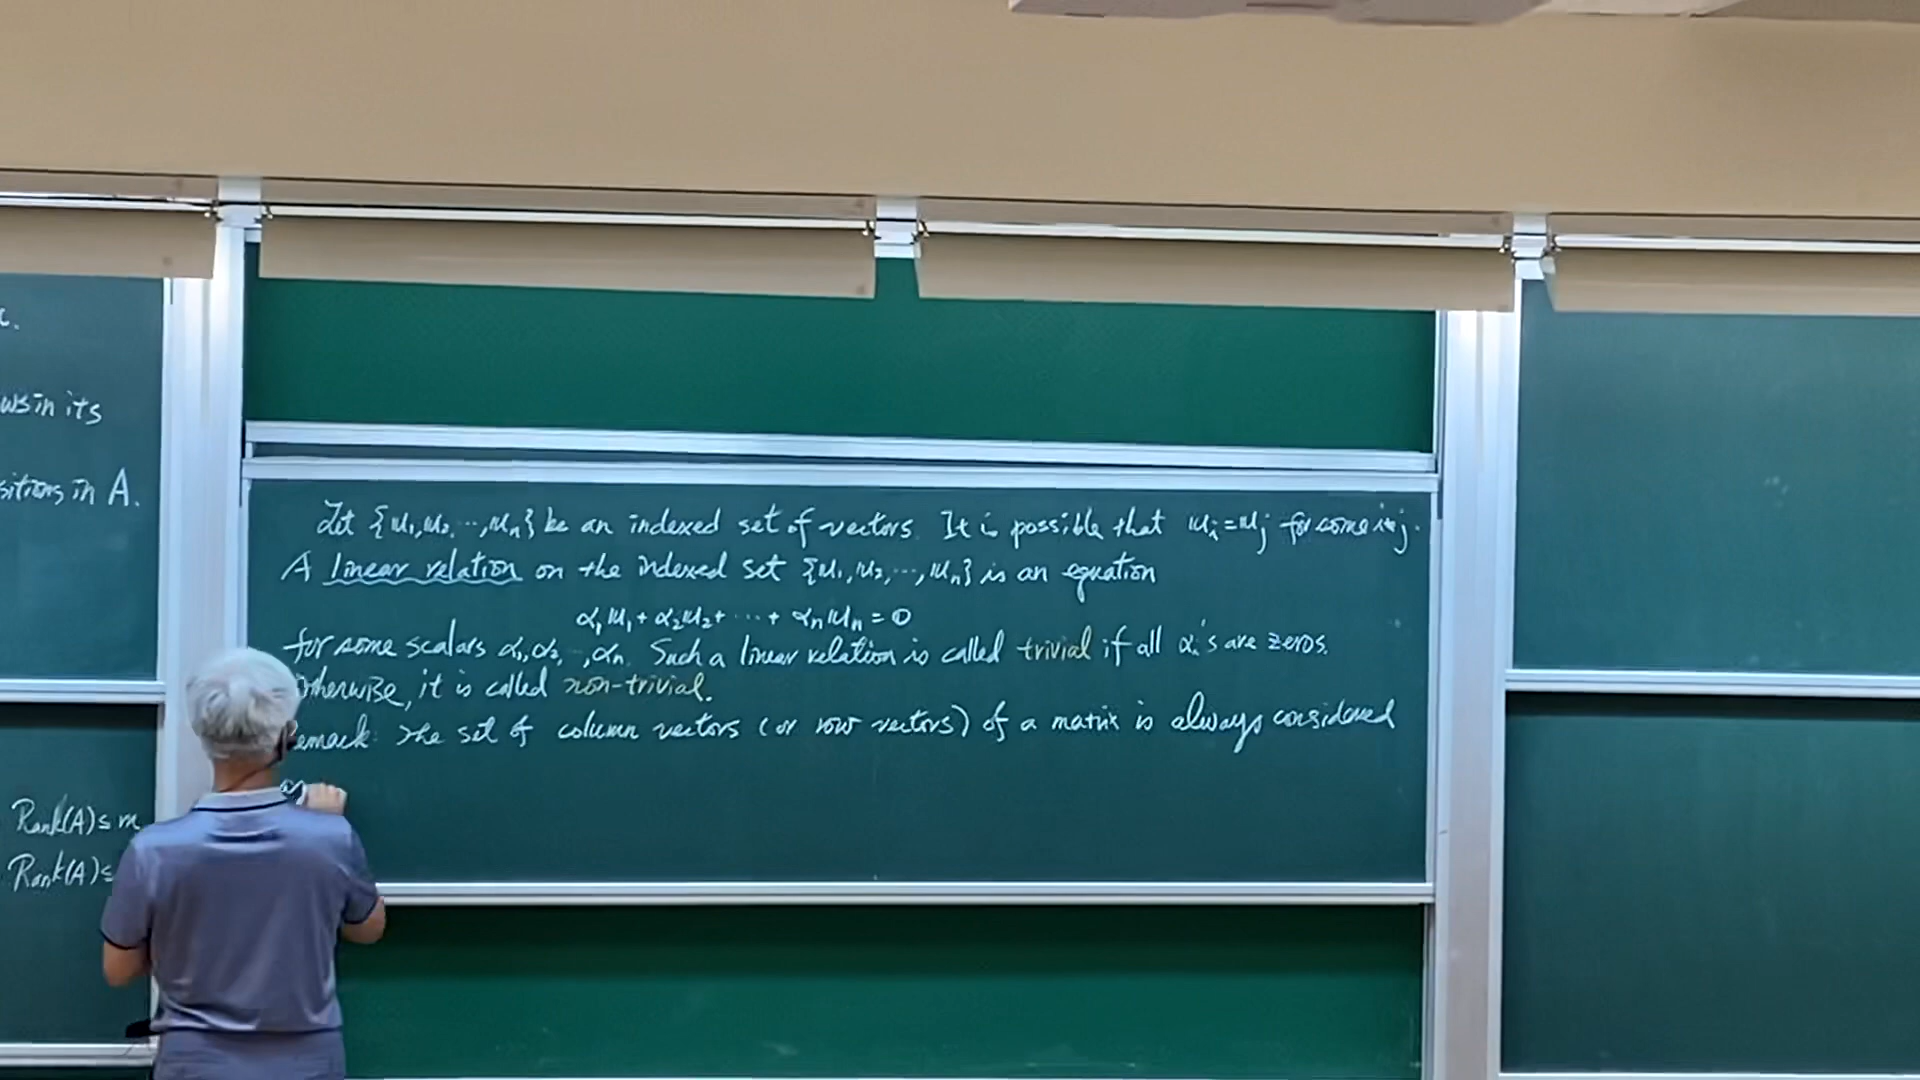 wsin its
sitions in A.
Rank(A) ≤ m
Rank(A) ≤
Let {u₁,u₂, ⋯,uₙ} be an indexed set of vectors. It is possible that uᵢ=uⱼ for some i≠j.
A linear relation on the indexed set {u₁,u₂, ⋯, uₙ} is an equation
α₁u₁+ α₂u₂+ ⋯ + αₙuₙ = 0
for some scalars α₁,α₂, ⋯,αₙ. Such a linear relation is called trivial if all αᵢ's are zeros.
otherwise, it is called non-trivial.
emark: The set of column vectors (or row vectors) of a matrix is always considered
as